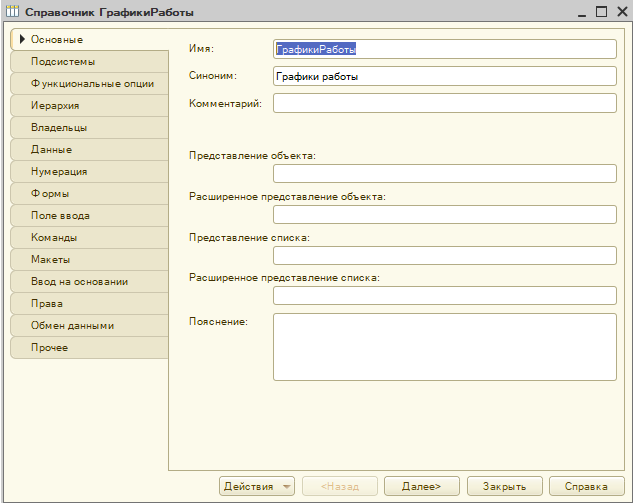 Справочник ГрафикиРаботы
Основные
Подсистемы
Функциональные опции
Иерархия
Владельцы
Данные
Нумерация
Формы
Поле ввода
Команды
Макеты
Ввод на основании
Права
Обмен данными
Прочее
Имя: ГрафикиРаботы
Синоним: Графики работы
Комментарий:
Представление объекта:
Расширенное представление объекта:
Представление списка:
Расширенное представление списка:
Пояснение:
Действия <Назад Далее> Закрыть Справка